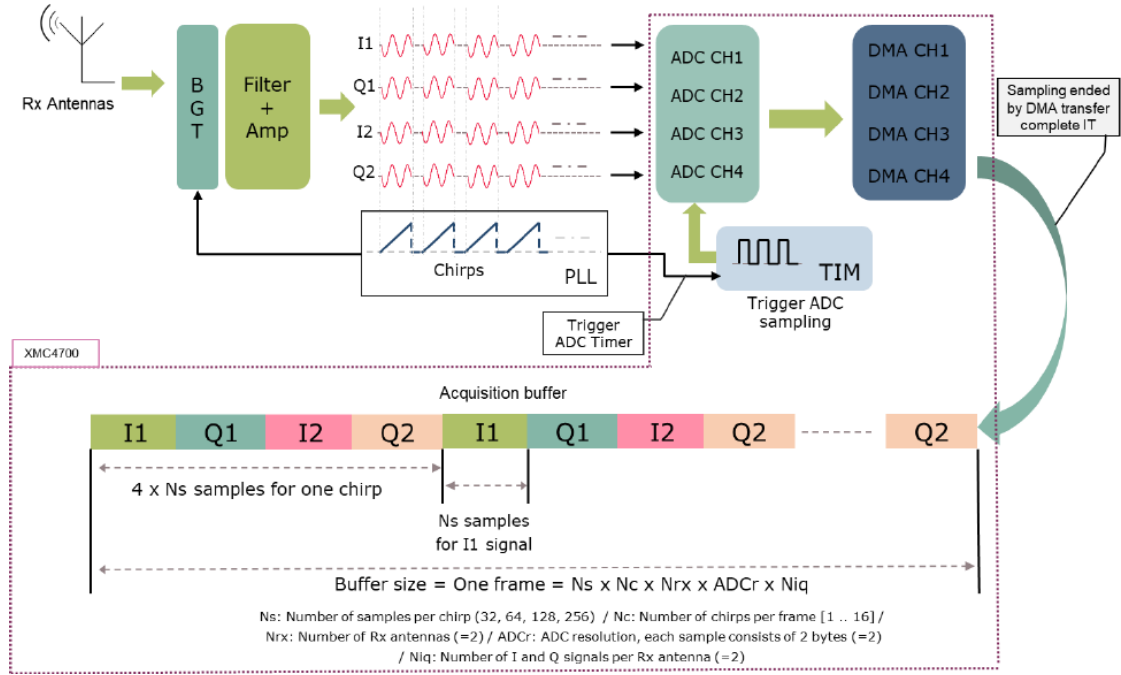 Rx Antennas
B
G
T
Filter
+
Amp
I1
Q1
I2
Q2
ADC CH1
ADC CH2
ADC CH3
ADC CH4
DMA CH1
DMA CH2
DMA CH3
DMA CH4
Sampling ended
by DMA transfer
complete IT
Chirps
PLL
TIM
Trigger ADC
sampling
Trigger
ADC Timer
XMC4700
Acquisition buffer
I1 Q1 I2 Q2 I1 Q1 I2 Q2 Q2
4 x Ns samples for one chirp
Ns samples
for I1 signal
Buffer size = One frame = Ns x Nc x Nrx x ADCr x Niq
Ns: Number of samples per chirp (32, 64, 128, 256) / Nc: Number of chirps per frame [1 .. 16] /
Nrx: Number of Rx antennas (=2) / ADCr: ADC resolution, each sample consists of 2 bytes (=2)
/ Niq: Number of I and Q signals per Rx antenna (=2)